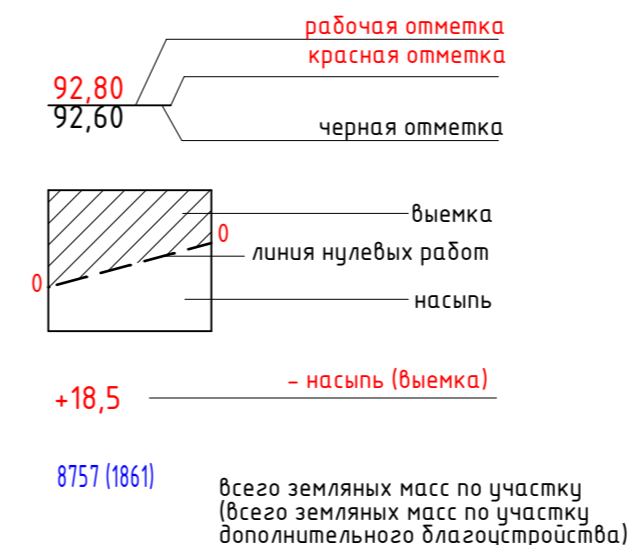 рабочая отметка
красная отметка
92,80
92,60
черная отметка
выемка
0
линия нулевых работ
0
насыпь
+18,5
- насыпь (выемка)
8757 (1861)
всего земляных масс по участку
(всего земляных масс по участку
дополнительного благоустройства)